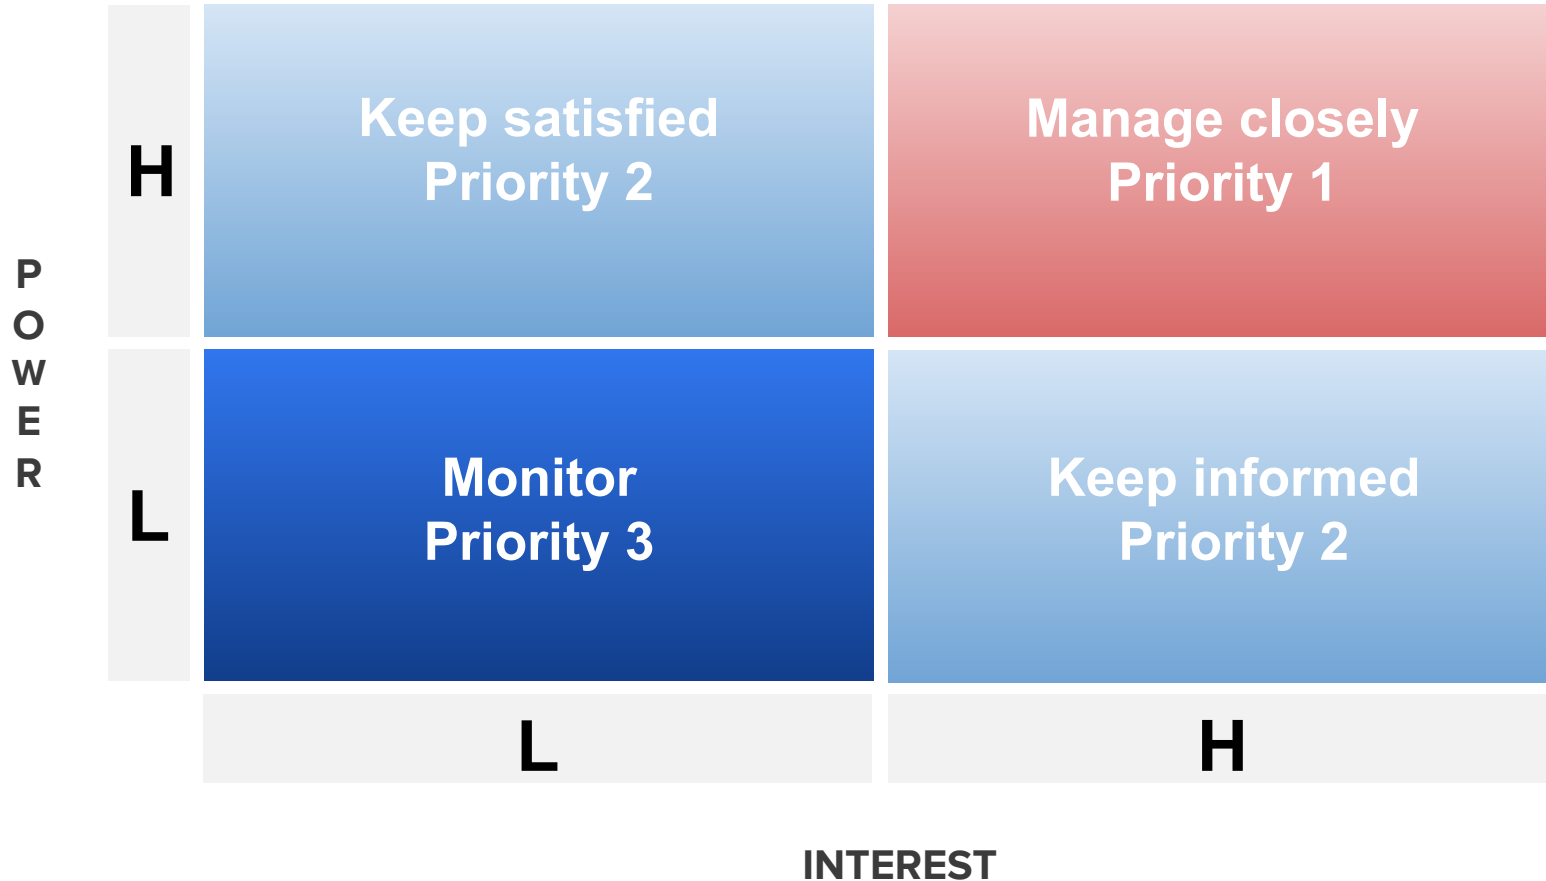 P
O
W
E
R
H
Keep satisfied
Priority 2
Manage closely
Priority 1
L
Monitor
Priority 3
Keep informed
Priority 2
L
H
INTEREST